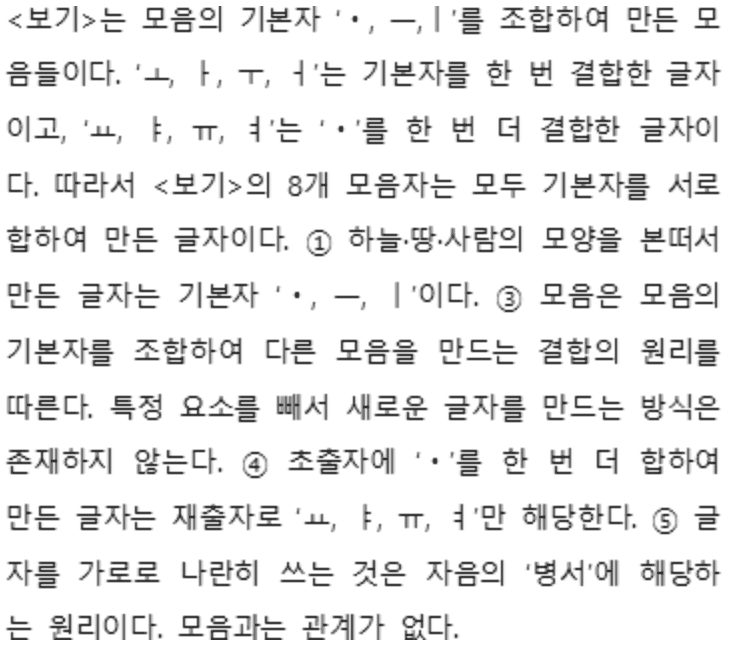 <보기>는 모음의 기본자 ‘ㆍ, ㅡ,ㅣ’를 조합하여 만든 모
음들이다. ‘ㅗ, ㅏ, ㅜ, ㅓ’는 기본자를 한 번 결합한 글자
이고, ‘ㅛ, ㅑ, ㅠ, ㅕ’는 ‘ㆍ’를 한 번 더 결합한 글자이
다. 따라서 <보기>의 8개 모음자는 모두 기본자를 서로
합하여 만든 글자이다. ① 하늘·땅·사람의 모양을 본떠서
만든 글자는 기본자 ‘ㆍ, ㅡ, ㅣ’이다. ③ 모음은 모음의
기본자를 조합하여 다른 모음을 만드는 결합의 원리를
따른다. 특정 요소를 빼서 새로운 글자를 만드는 방식은
존재하지 않는다. ④ 초출자에 ‘ㆍ’를 한 번 더 합하여
만든 글자는 재출자로 ‘ㅛ, ㅑ, ㅠ, ㅕ’만 해당한다. ⑤ 글
자를 가로로 나란히 쓰는 것은 자음의 ‘병서’에 해당하
는 원리이다. 모음과는 관계가 없다.